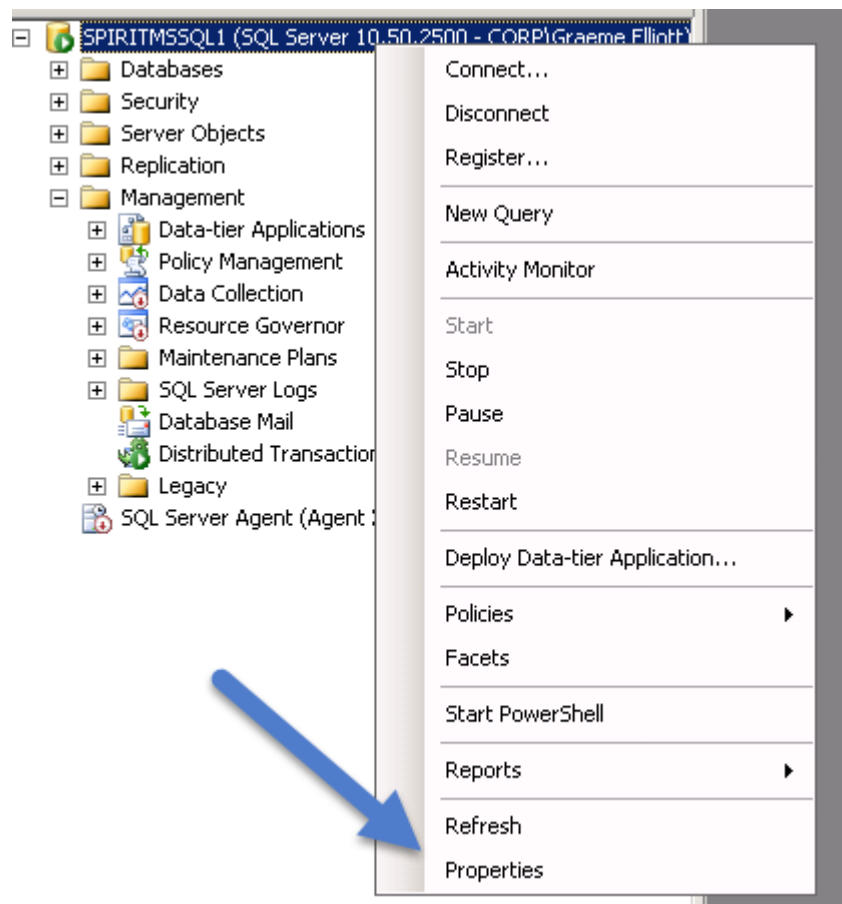 SPIRITMSSQL1 (SQL Server 10.50.2500 - CORP\Graeme Elliott)
Databases
Security
Server Objects
Replication
Management
Data-tier Applications
Policy Management
Data Collection
Resource Governor
Maintenance Plans
SQL Server Logs
Database Mail
Distributed Transaction
Legacy
SQL Server Agent (Agent
Connect...
Disconnect
Register...
New Query
Activity Monitor
Start
Stop
Pause
Resume
Restart
Deploy Data-tier Application...
Policies
Facets
Start PowerShell
Reports
Refresh
Properties